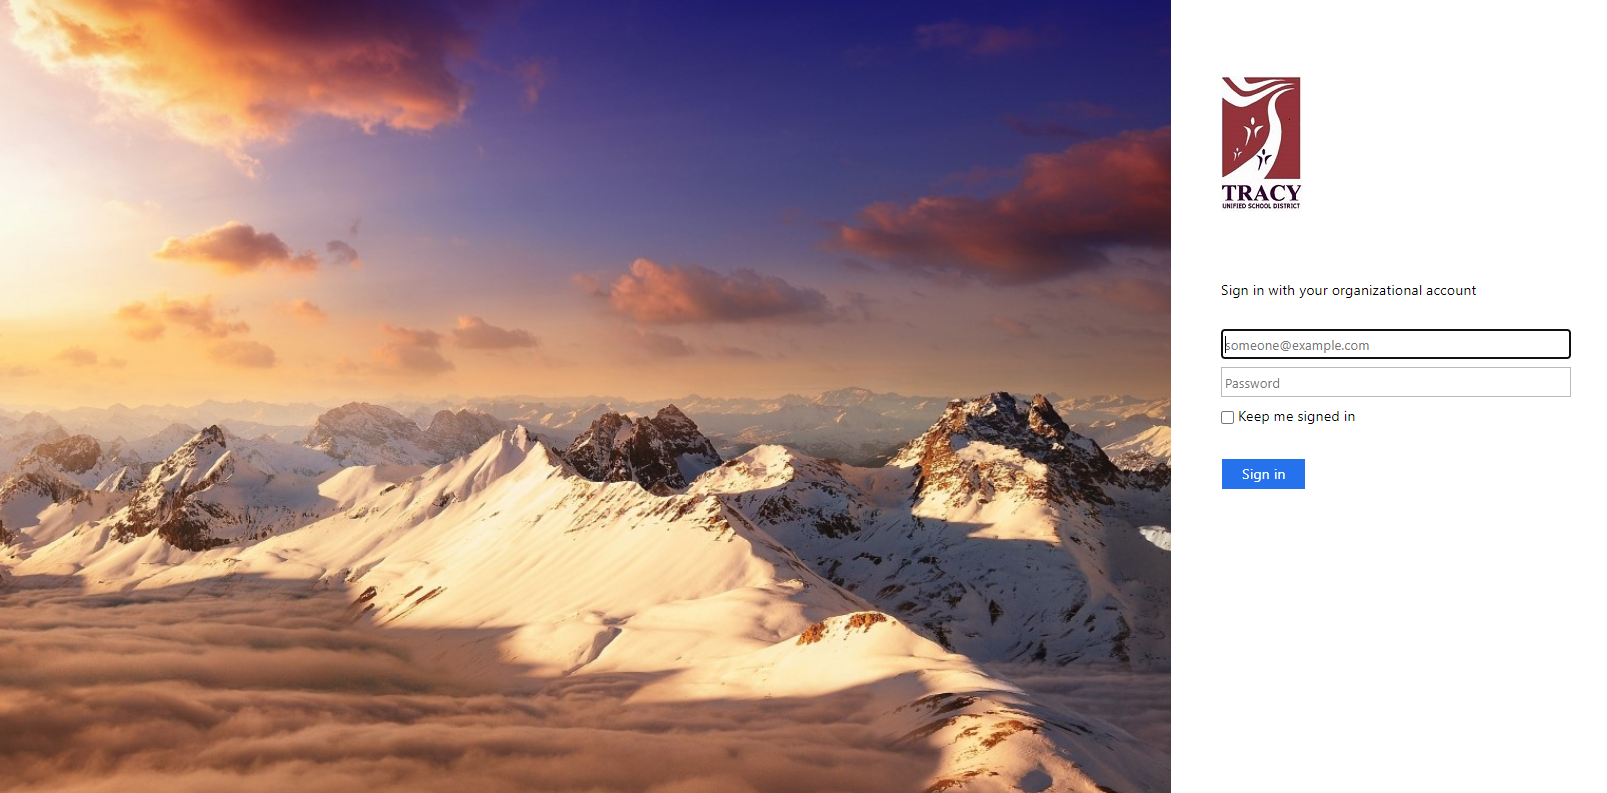 TRACY
UNIFIED SCHOOL DISTRICT
Sign in with your organizational account
someone@example.com
Password
Keep me signed in
Sign in